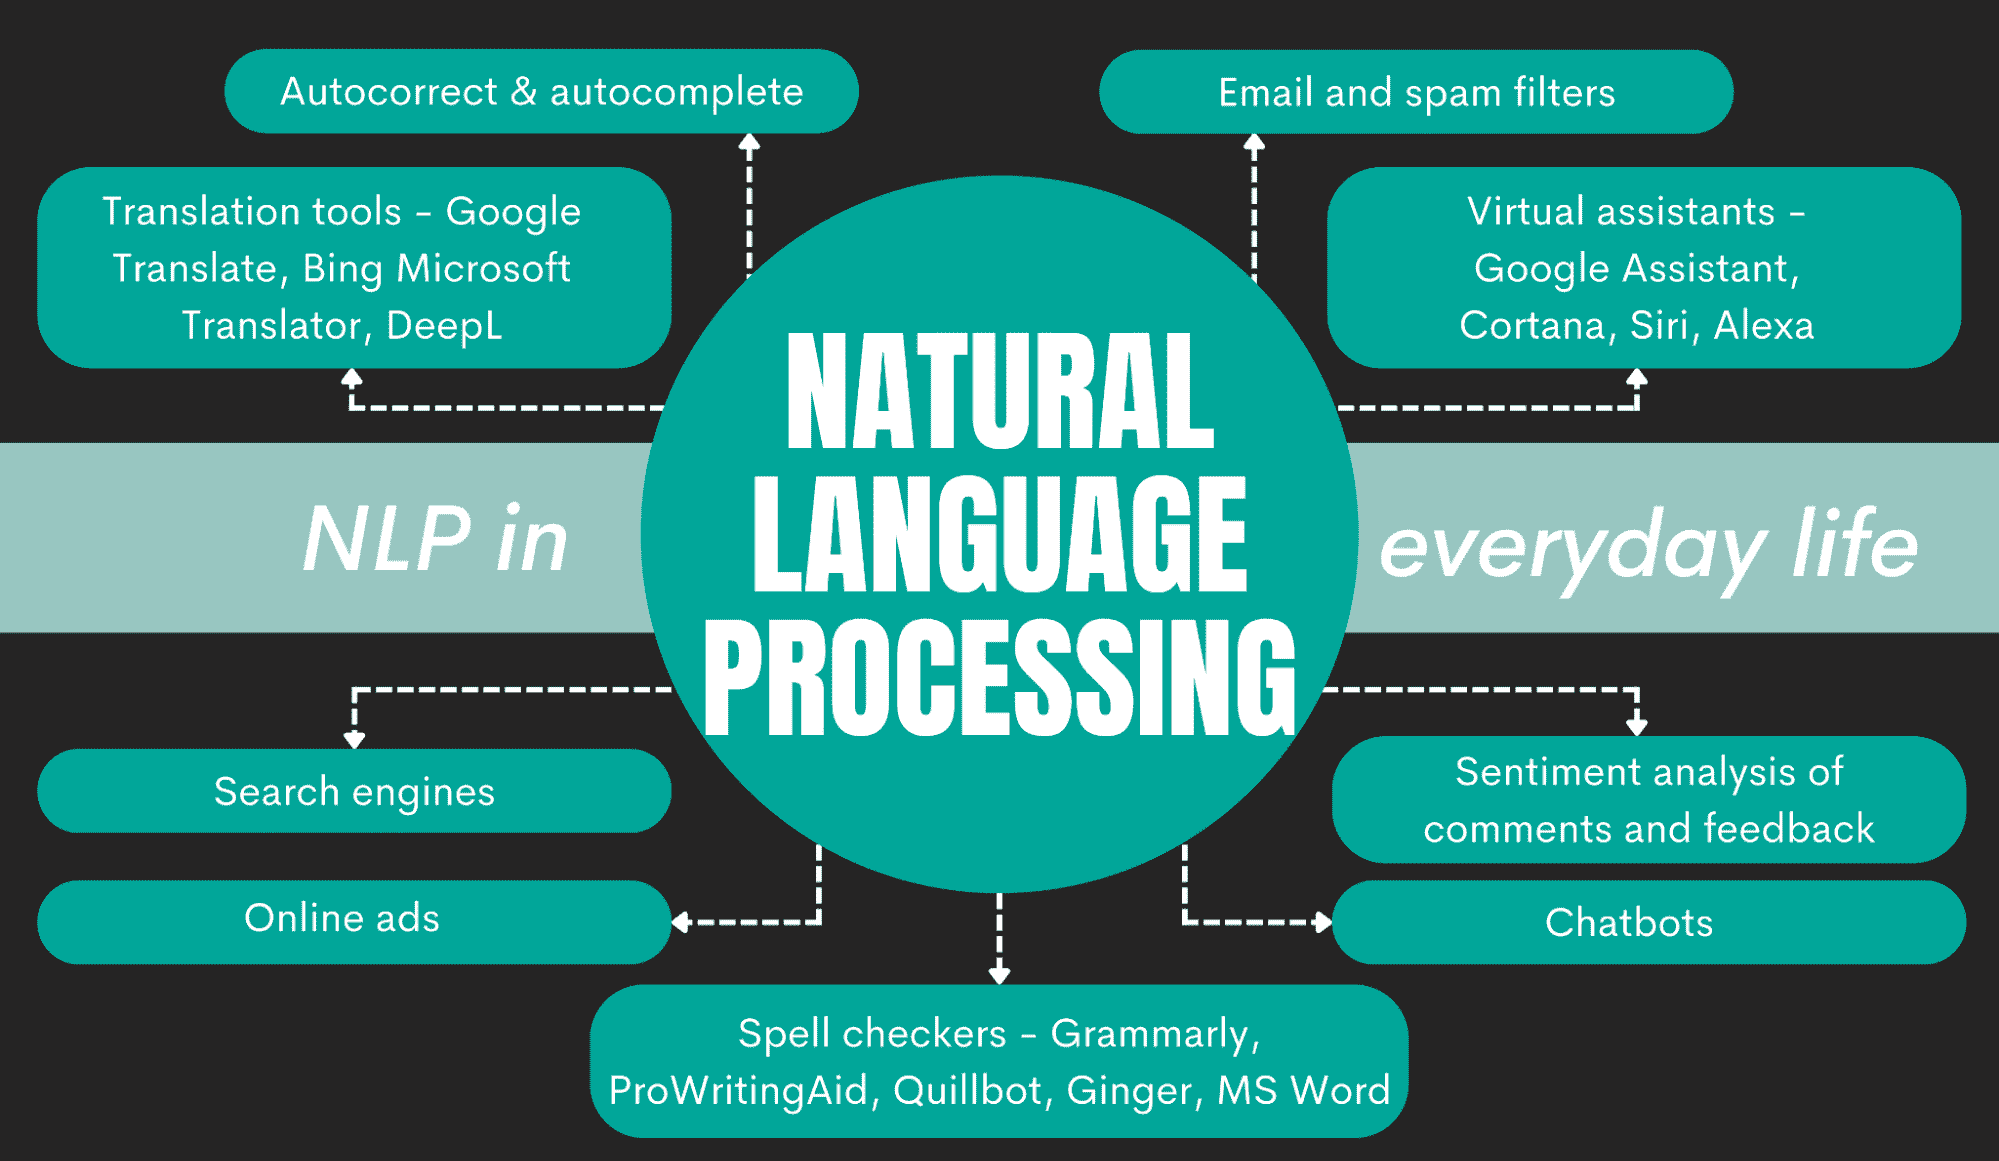 Autocorrect & autocomplete
Email and spam filters
Translation tools - Google
Translate, Bing Microsoft
Translator, DeepL
Virtual assistants -
Google Assistant,
Cortana, Siri, Alexa
NATURAL
LANGUAGE
PROCESSING
NLP in
everyday life
Search engines
Sentiment analysis of
comments and feedback
Online ads
Chatbots
Spell checkers - Grammarly,
ProWritingAid, Quillbot, Ginger, MS Word